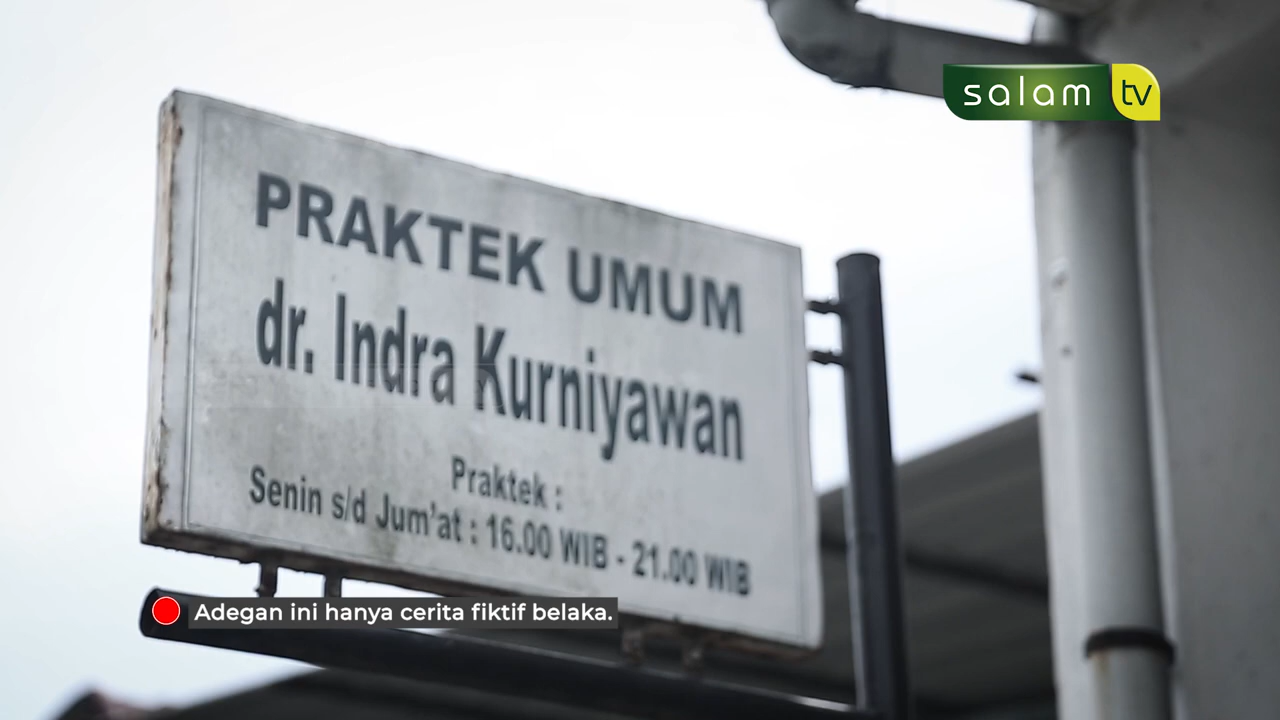 salam tv
PRAKTEK UMUM
dr. Indra Kurniyawan
Praktek :
Senin s/d Jum'at : 16.00 WIB - 21.00 WIB
Adegan ini hanya cerita fiktif belaka.